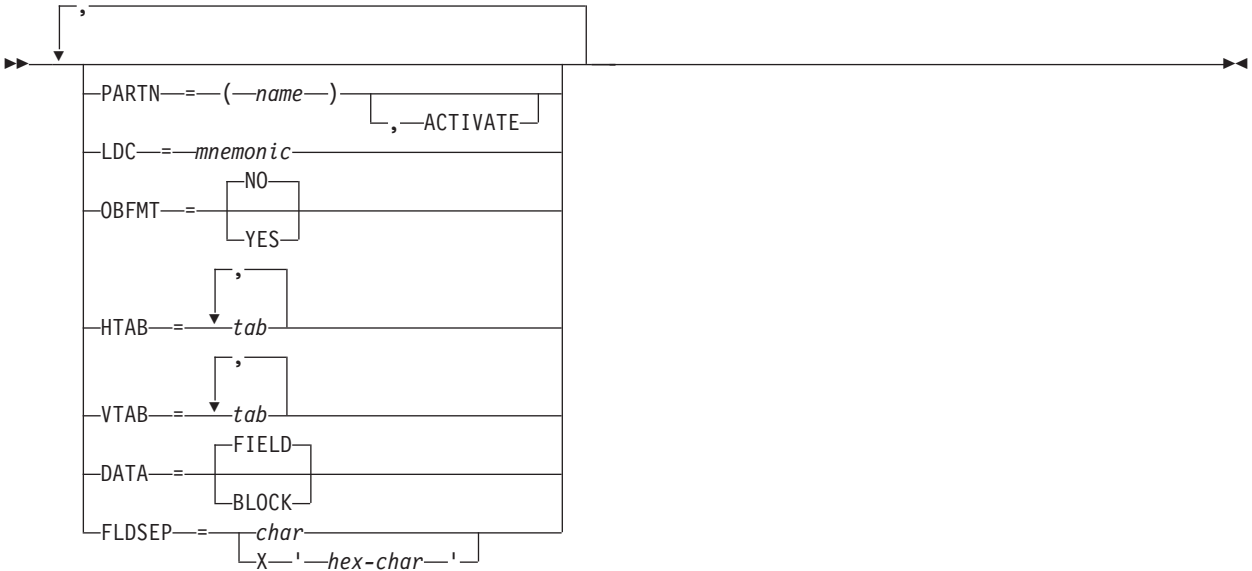 ,
PARTN = ( name )
, ACTIVATE
LDC = mnemonic
NO
OBFMT =
YES
,
HTAB = tab
,
VTAB = tab
FIELD
DATA =
BLOCK
FLDSEP = char
X ' hex-char '